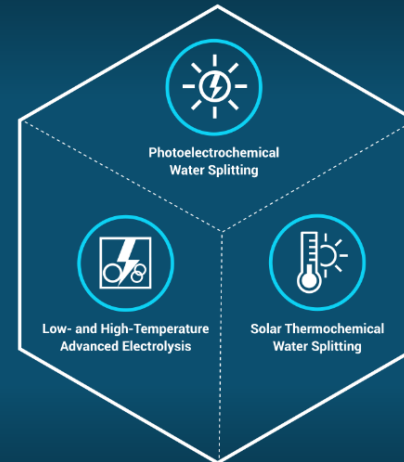 Photoelectrochemical
Water Splitting
Low- and High-Temperature
Advanced Electrolysis
Solar Thermochemical
Water Splitting